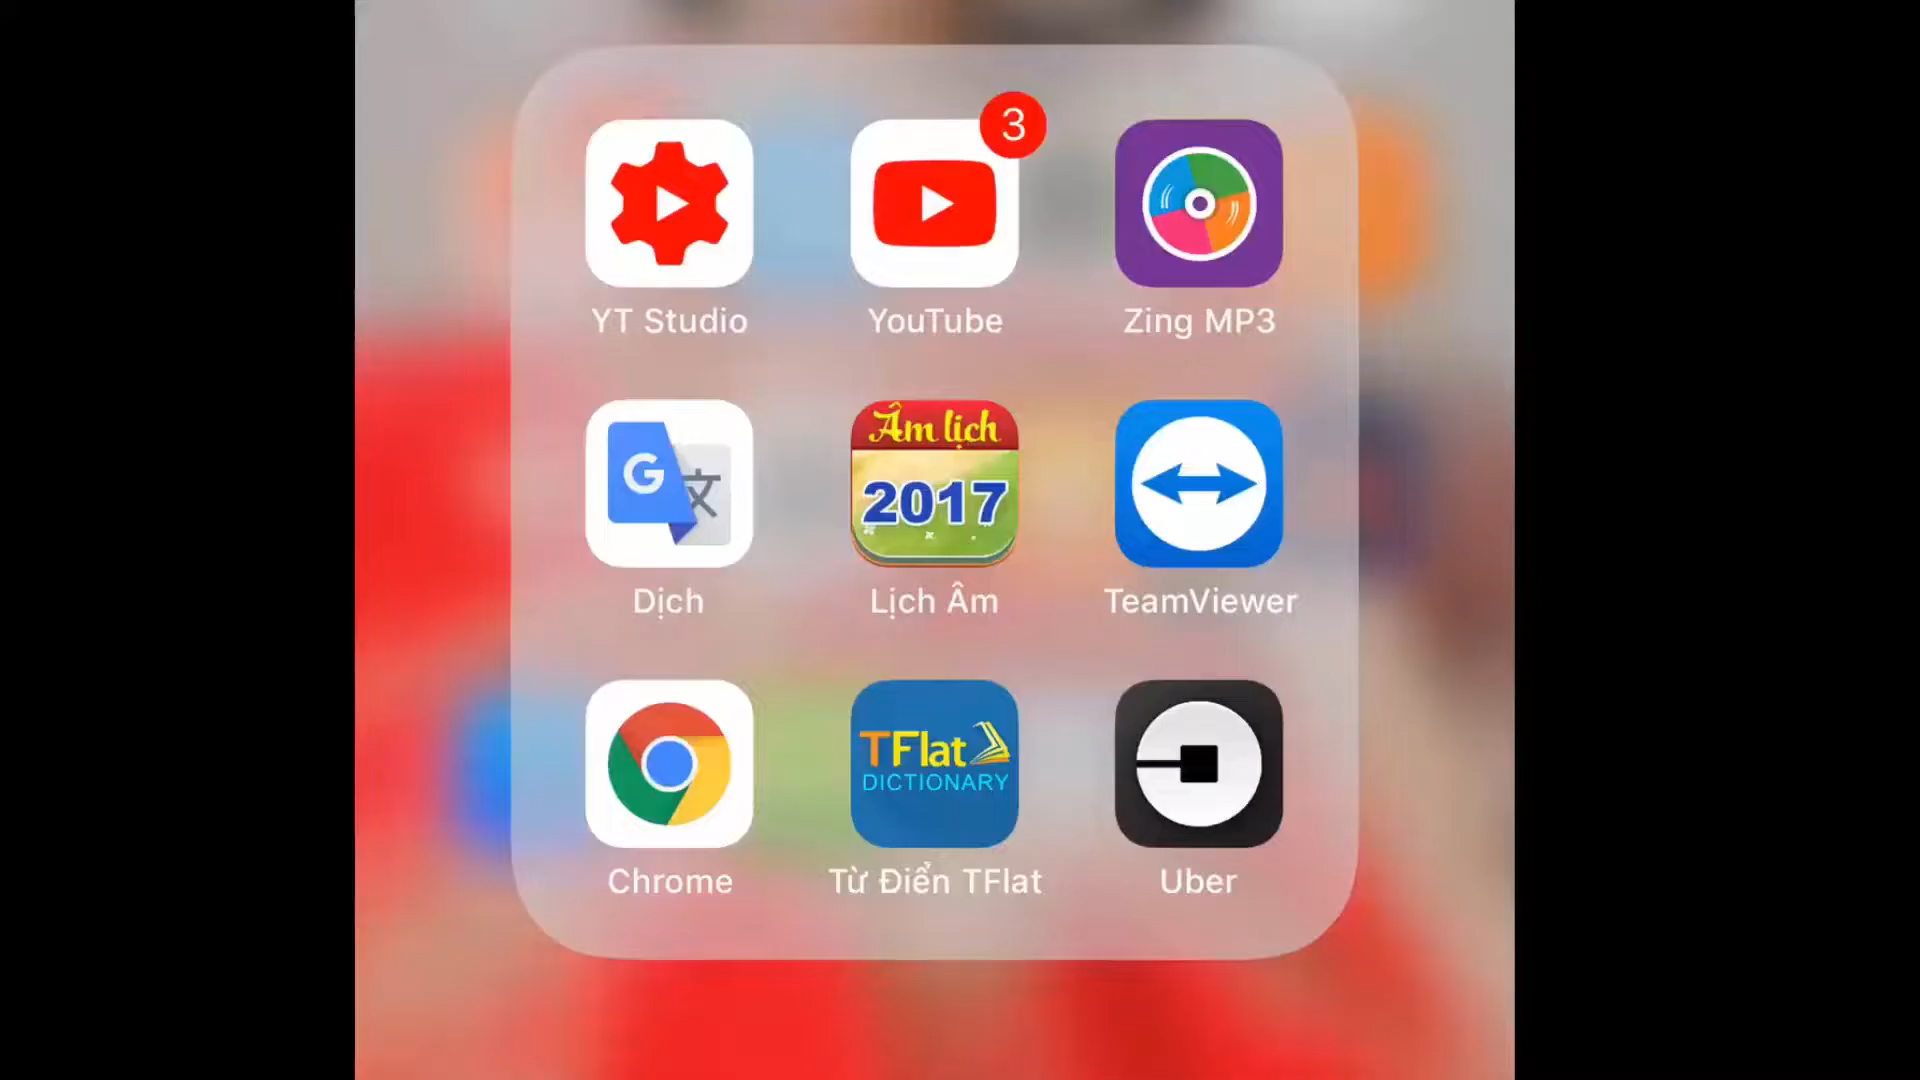 3
YT Studio
YouTube
Zing MP3
Âm lịch
2017
G 文
Dịch
Lịch Âm
TeamViewer
TFlat
DICTIONARY
Chrome
Từ Điển TFlat
Uber